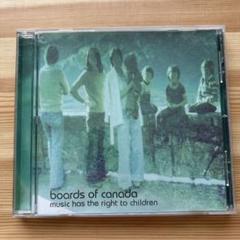 boards of canada
music has the right to children